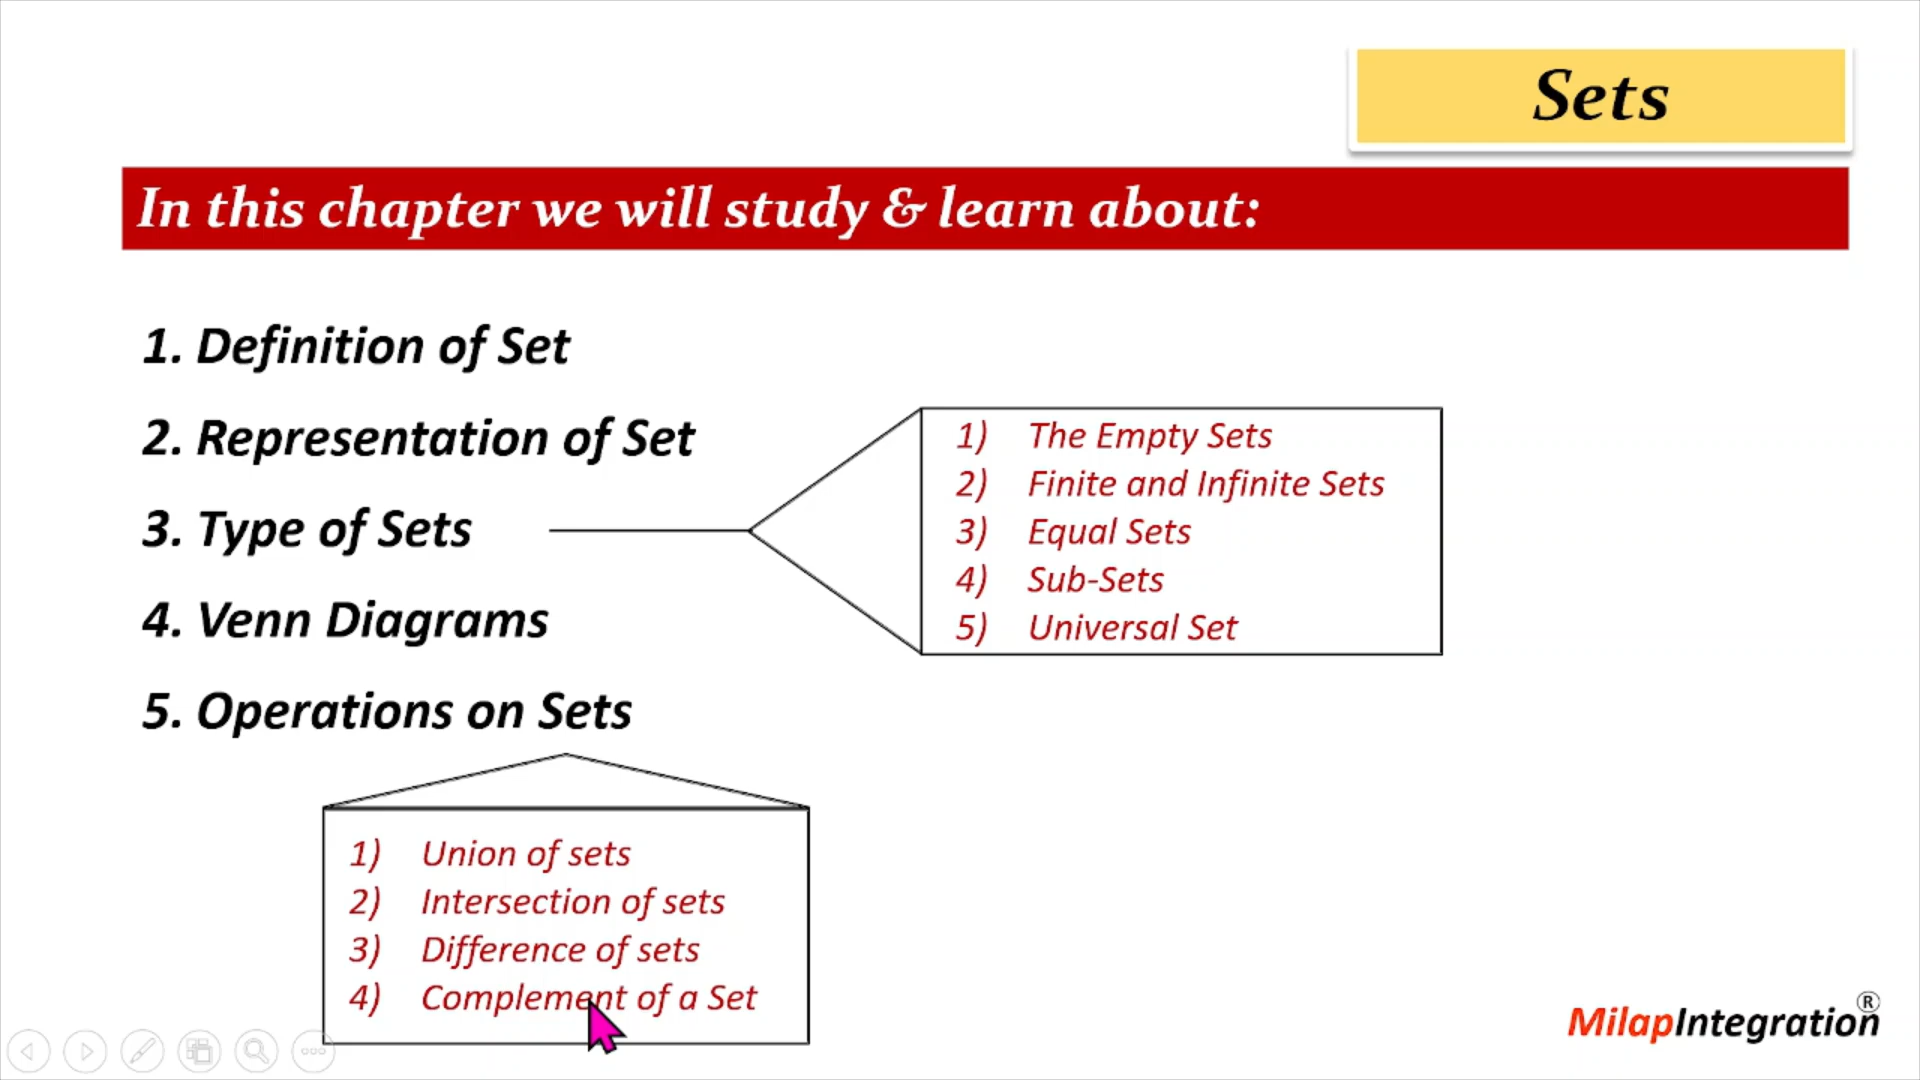 Sets
In this chapter we will study & learn about:
1. Definition of Set
2. Representation of Set
3. Type of Sets
1) The Empty Sets
2) Finite and Infinite Sets
3) Equal Sets
4) Sub-Sets
5) Universal Set
4. Venn Diagrams
5. Operations on Sets
1) Union of sets
2) Intersection of sets
3) Difference of sets
4) Complement of a Set
MilapIntegration®